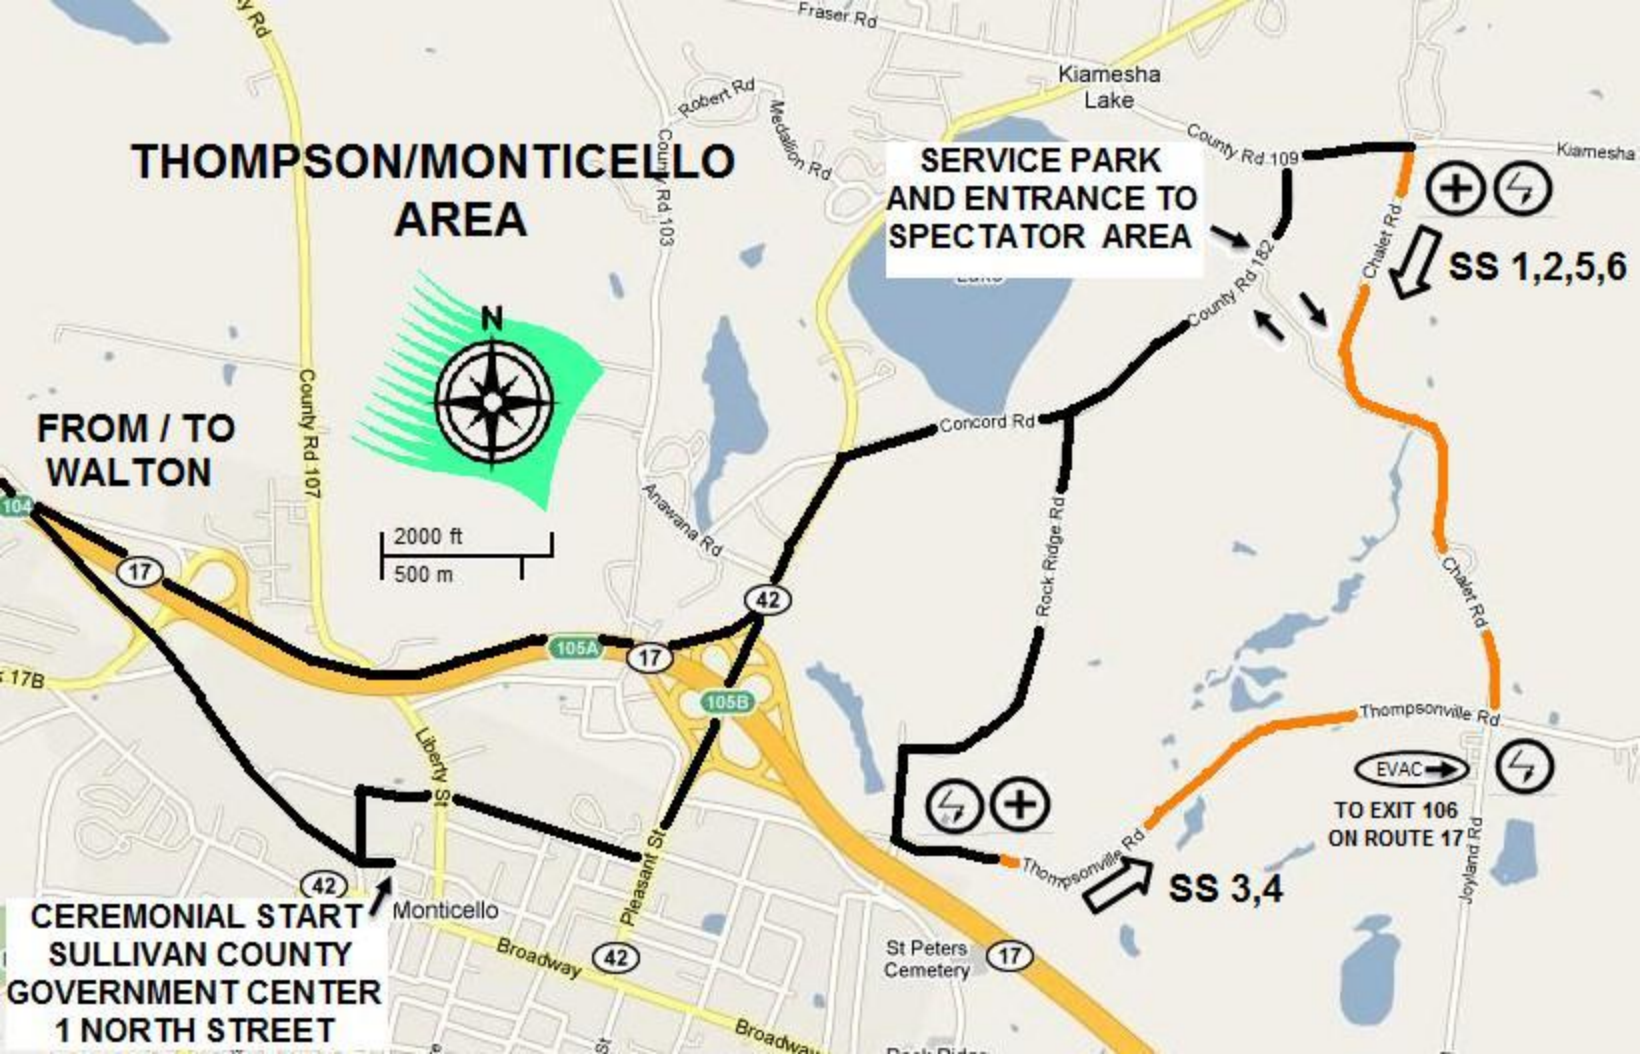 Fraser Rd
Kiamesha
Lake
Robert Rd
Medallion Rd
County Rd 109
Kiamesha
THOMPSON/MONTICELLO
AREA
County Rd 103
SERVICE PARK
AND ENTRANCE TO
SPECTATOR AREA
Lake
Chalet Rd
SS 1,2,5,6
County Rd 182
N
FROM / TO
WALTON
County Rd 107
Concord Rd
104
2000 ft
500 m
Anawana Rd
Rock Ridge Rd
17
42
Chalet Rd
105A
17
17B
105B
Thompsonville Rd
Liberty St
EVAC
TO EXIT 106
ON ROUTE 17
Joyland Rd
Thompsonville Rd
SS 3,4
Pleasant St
42
CEREMONIAL START
SULLIVAN COUNTY
GOVERNMENT CENTER
1 NORTH STREET
Monticello
Broadway
42
St Peters
Cemetery
17
Broadway
St